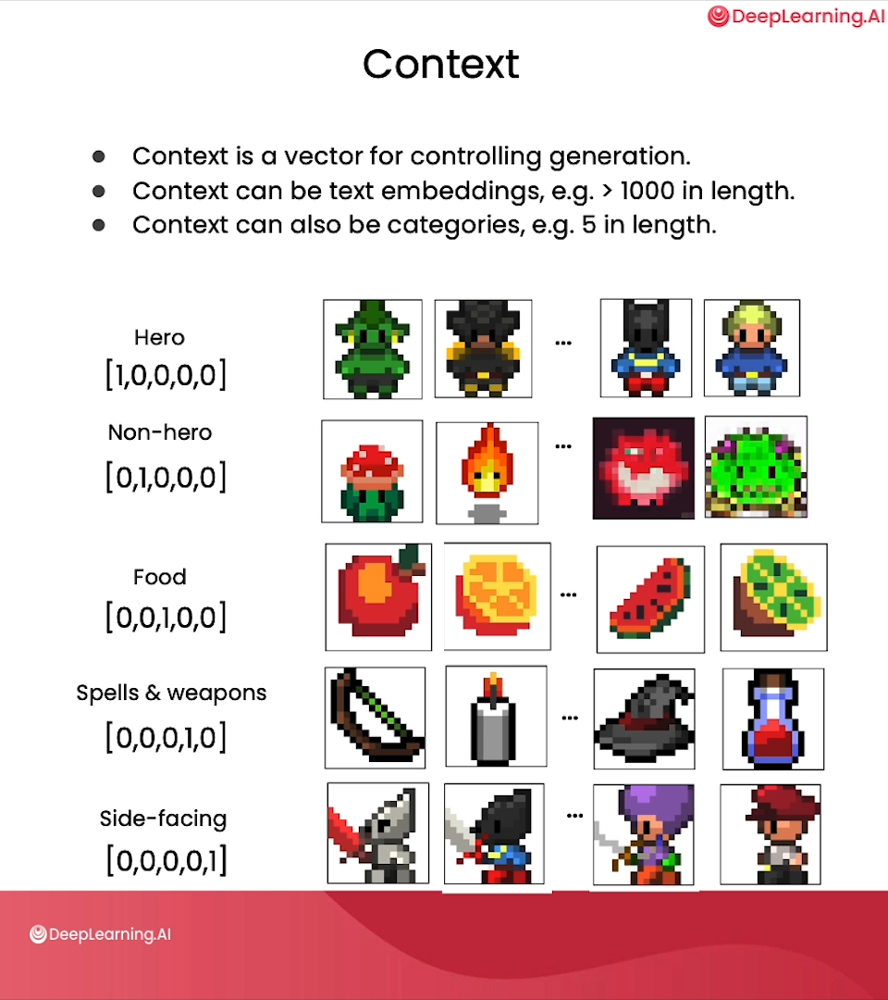 DeepLearning.AI
Context
● Context is a vector for controlling generation.
● Context can be text embeddings, e.g. > 1000 in length.
● Context can also be categories, e.g. 5 in length.
Hero
[1,0,0,0,0]
...
Non-hero
[0,1,0,0,0]
...
Food
[0,0,1,0,0]
...
Spells & weapons
[0,0,0,1,0]
...
Side-facing
[0,0,0,0,1]
...
DeepLearning.AI